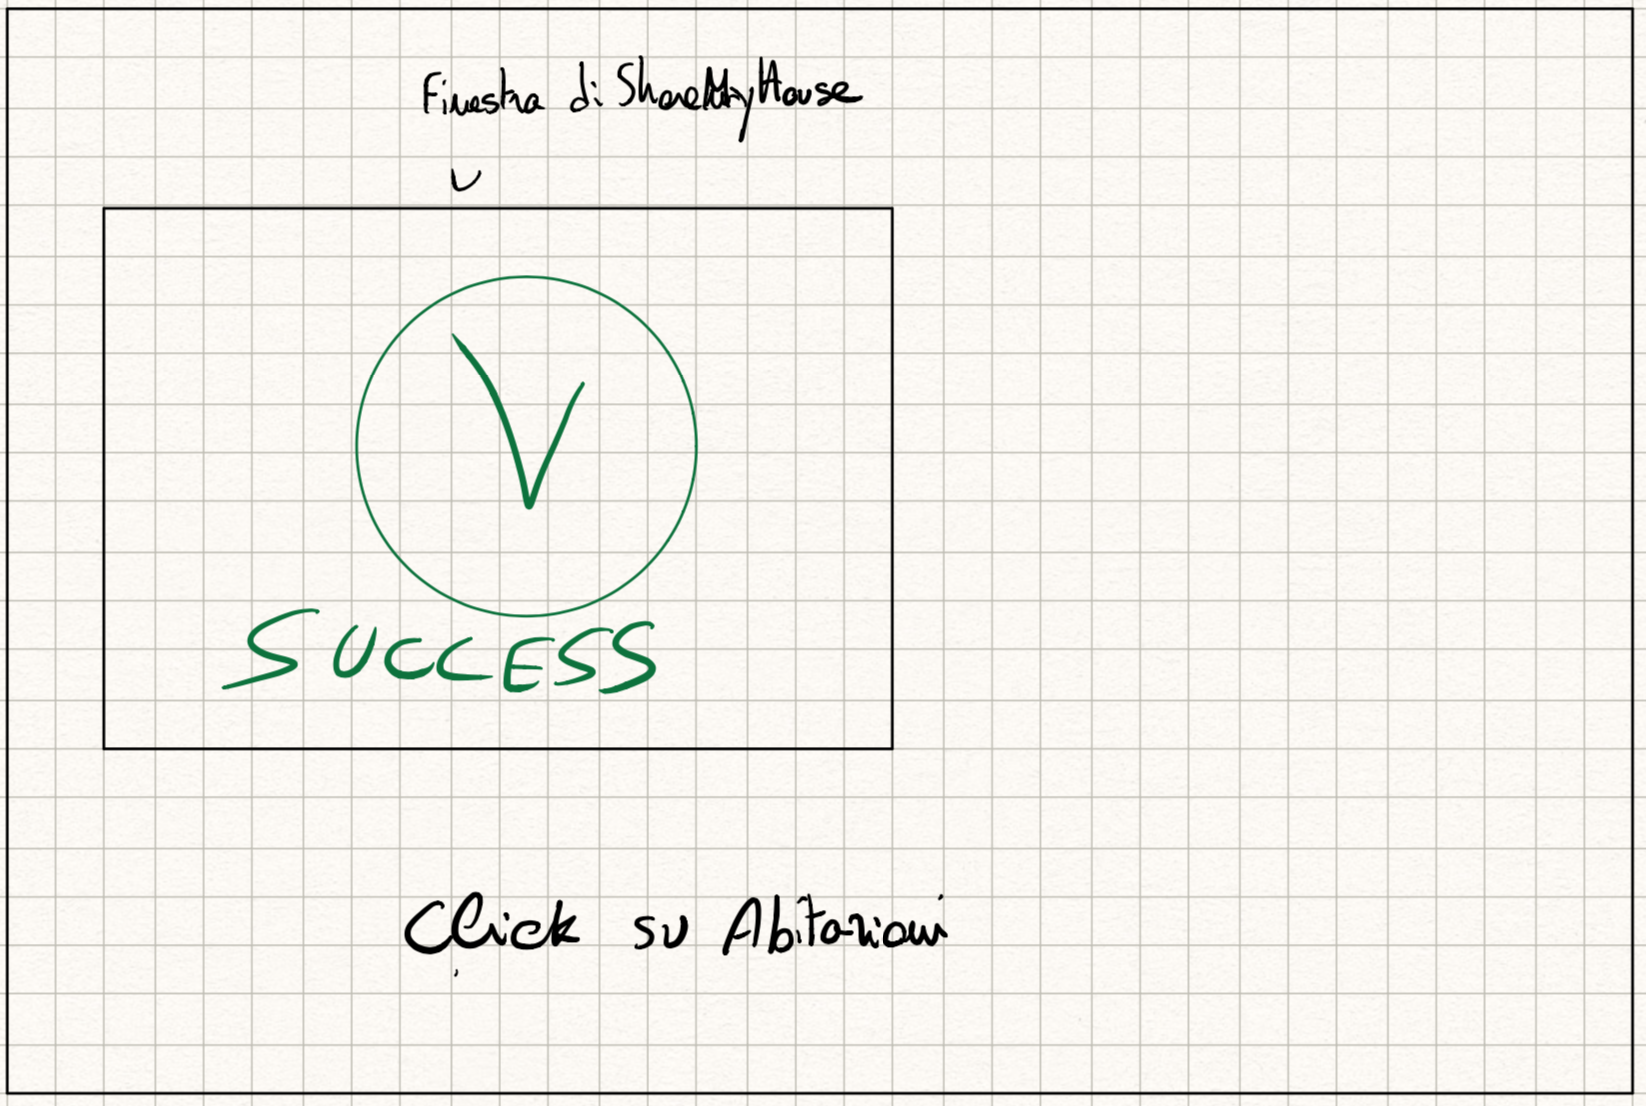 Finestra di ShareMyHouse
SUCCESS
Click su Abitazioni